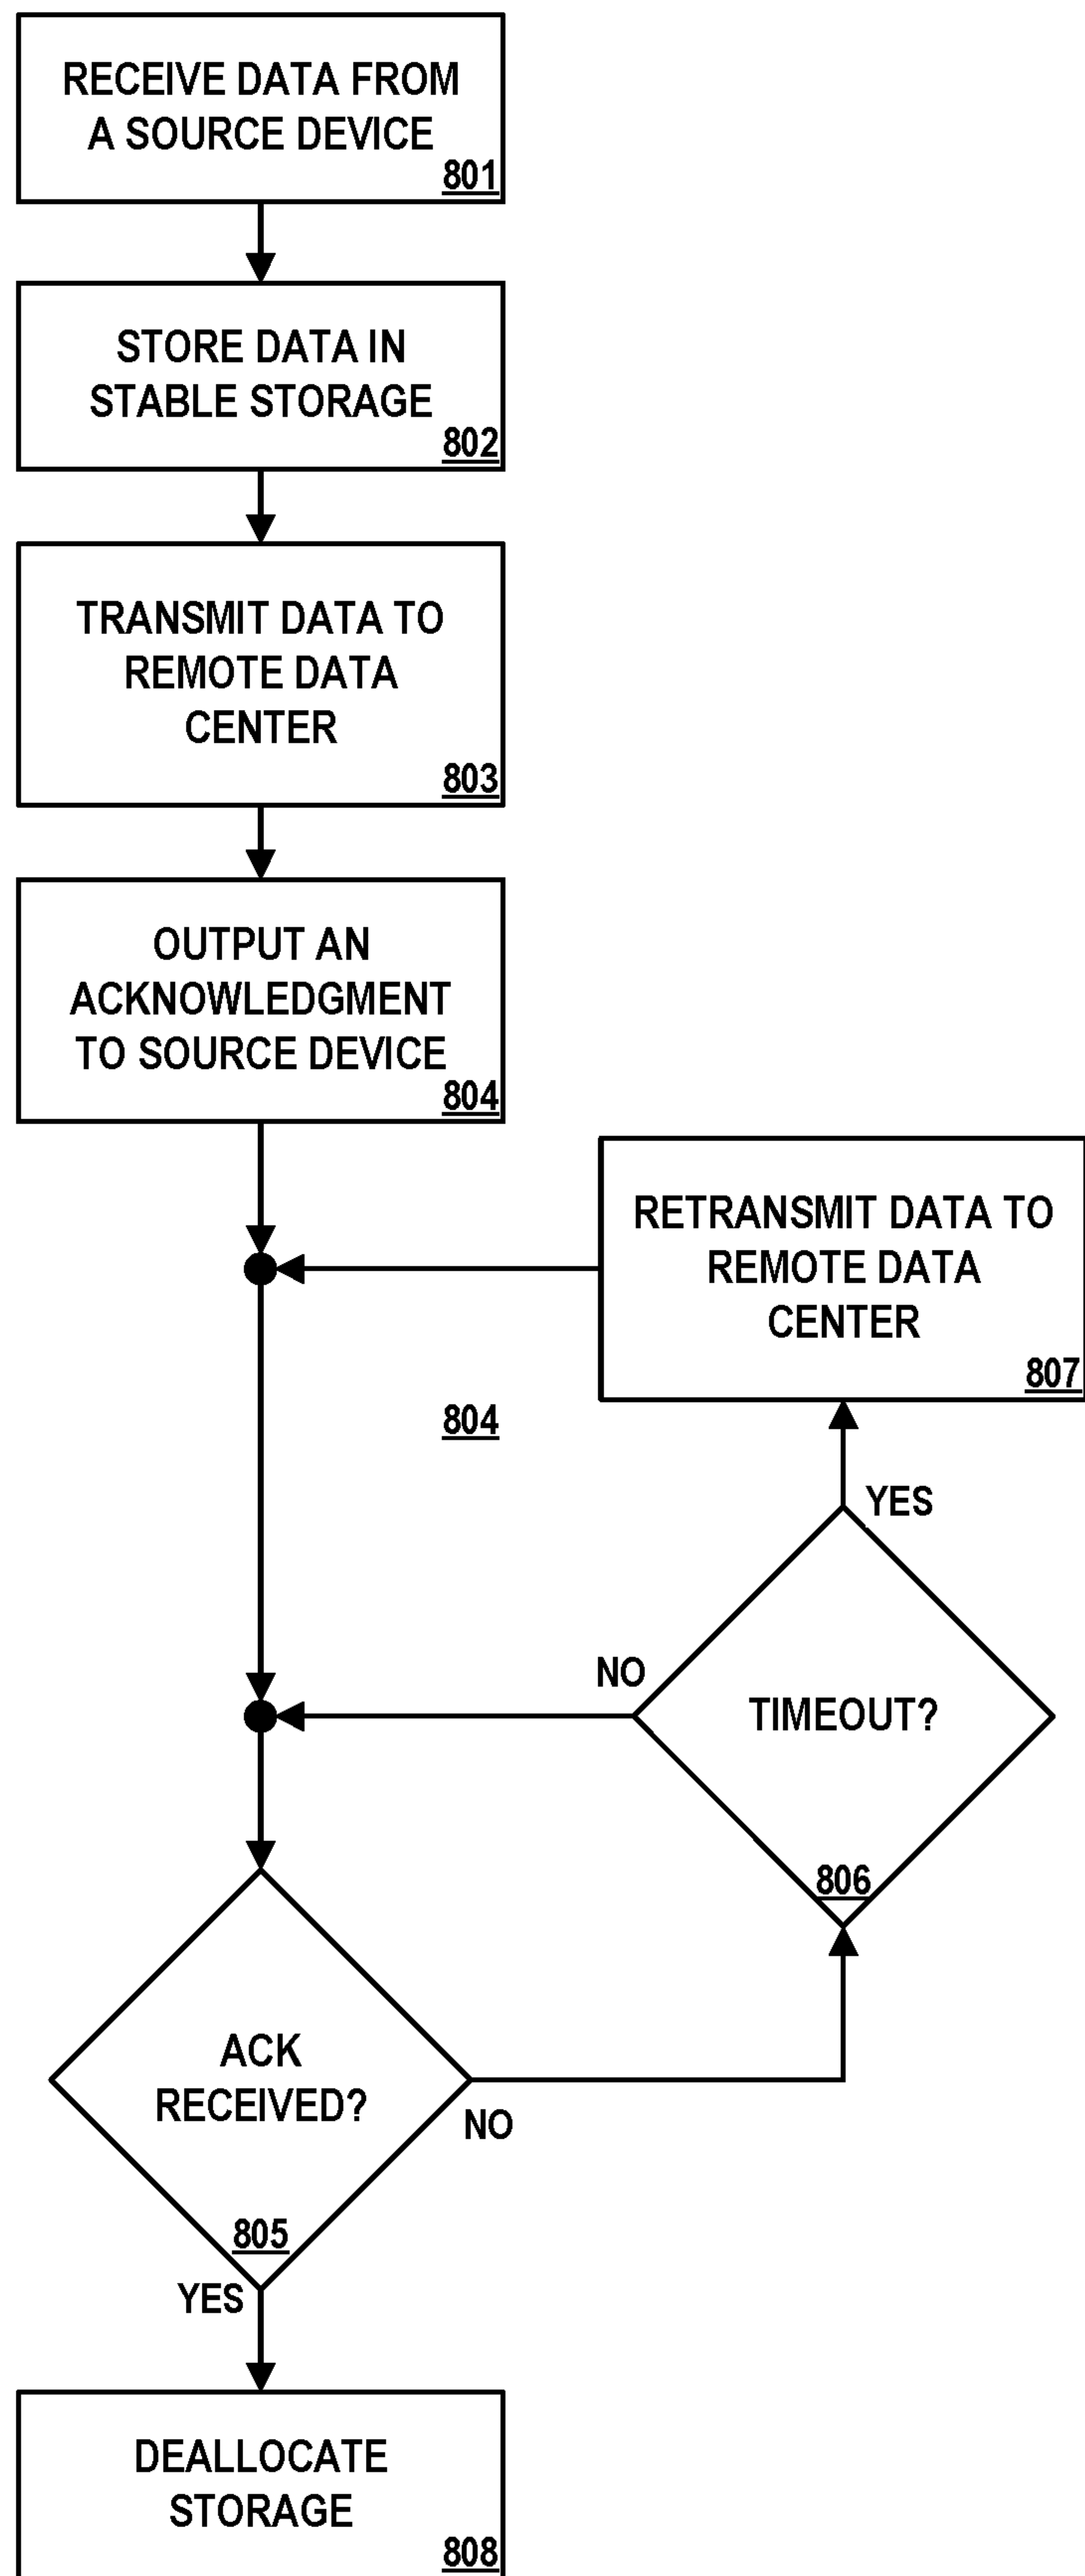 RECEIVE DATA FROM
A SOURCE DEVICE
801
STORE DATA IN
STABLE STORAGE
802
TRANSMIT DATA TO
REMOTE DATA
CENTER
803
OUTPUT AN
ACKNOWLEDGMENT
TO SOURCE DEVICE
804
RETRANSMIT DATA TO
REMOTE DATA
CENTER
807
804
YES
NO
TIMEOUT?
806
ACK
RECEIVED?
NO
805
YES
DEALLOCATE
STORAGE
808